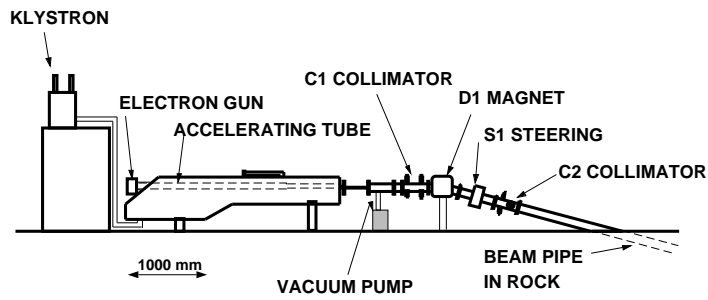 KLYSTRON
C1 COLLIMATOR
D1 MAGNET
ELECTRON GUN
ACCELERATING TUBE
S1 STEERING
C2 COLLIMATOR
1000 mm
VACUUM PUMP
BEAM PIPE
IN ROCK